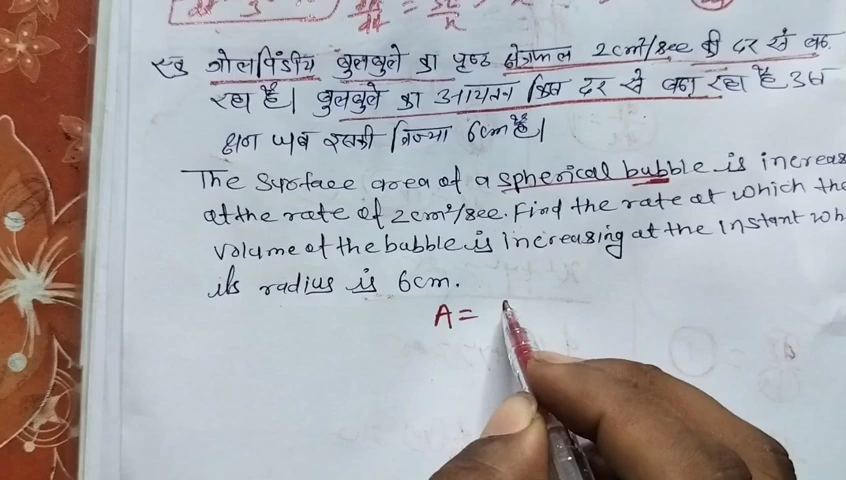 एक गोलपिंडीय बुलबुले का पृष्ठ क्षेत्रफल 2cm²/sec की दर से बढ़
रहा है। बुलबुले का आयतन किस दर से बढ़ रहा है उस
क्षण जब इसकी त्रिज्या 6cm है।
The surface area of a spherical bubble is increas
at the rate of 2cm²/sec. Find the rate at which the
volume of the bubble is increasing at the instant wh
its radius is 6cm.
A =